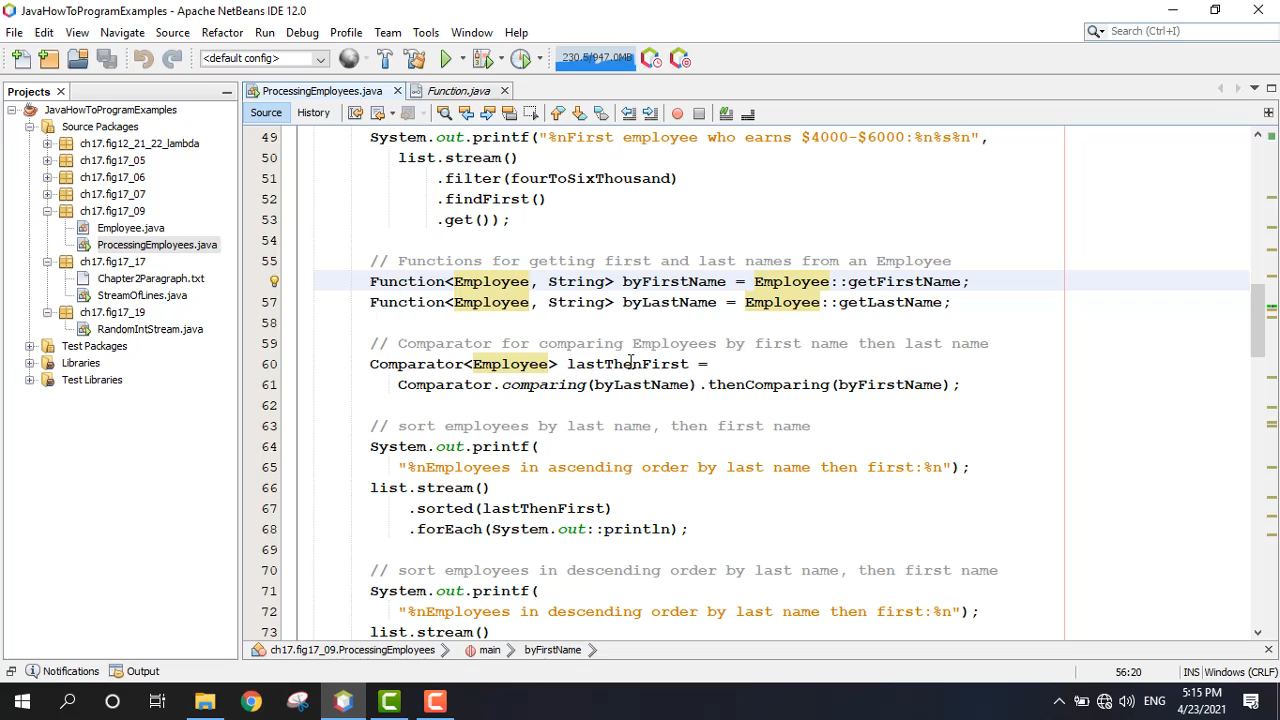 JavaHowToProgramExamples - Apache NetBeans IDE 12.0
File Edit View Navigate Source Refactor Run Debug Profile Team Tools Window Help
Search (Ctrl+I)
<default config>
230.5/947.0MB
Projects
ProcessingEmployees.java
Function.java
JavaHowToProgramExamples
Source Packages
ch17.fig12_21_22_lambda
ch17.fig17_05
ch17.fig17_06
ch17.fig17_07
ch17.fig17_09
Employee.java
ProcessingEmployees.java
ch17.fig17_17
Chapter2Paragraph.txt
StreamOfLines.java
ch17.fig17_19
RandomIntStream.java
Test Packages
Libraries
Test Libraries
Source History
49 System.out.printf("%nFirst employee who earns $4000-$6000:%n%s%n",
50 list.stream()
51 .filter(fourToSixThousand)
52 .findFirst()
53 .get());
54
55 // Functions for getting first and last names from an Employee
Function<Employee, String> byFirstName = Employee::getFirstName;
57 Function<Employee, String> byLastName = Employee::getLastName;
58
59 // Comparator for comparing Employees by first name then last name
60 Comparator<Employee> lastThenFirst =
61 Comparator.comparing(byLastName).thenComparing(byFirstName);
62
63 // sort employees by last name, then first name
64 System.out.printf(
65 "%nEmployees in ascending order by last name then first:%n");
66 list.stream()
67 .sorted(lastThenFirst)
68 .forEach(System.out::println);
69
70 // sort employees in descending order by last name, then first name
71 System.out.printf(
72 "%nEmployees in descending order by last name then first:%n");
73 list.stream()
ch17.fig17_09.ProcessingEmployees main byFirstName
Notifications Output
56:20 INS Windows (CRLF)
ENG
5:15 PM
4/23/2021